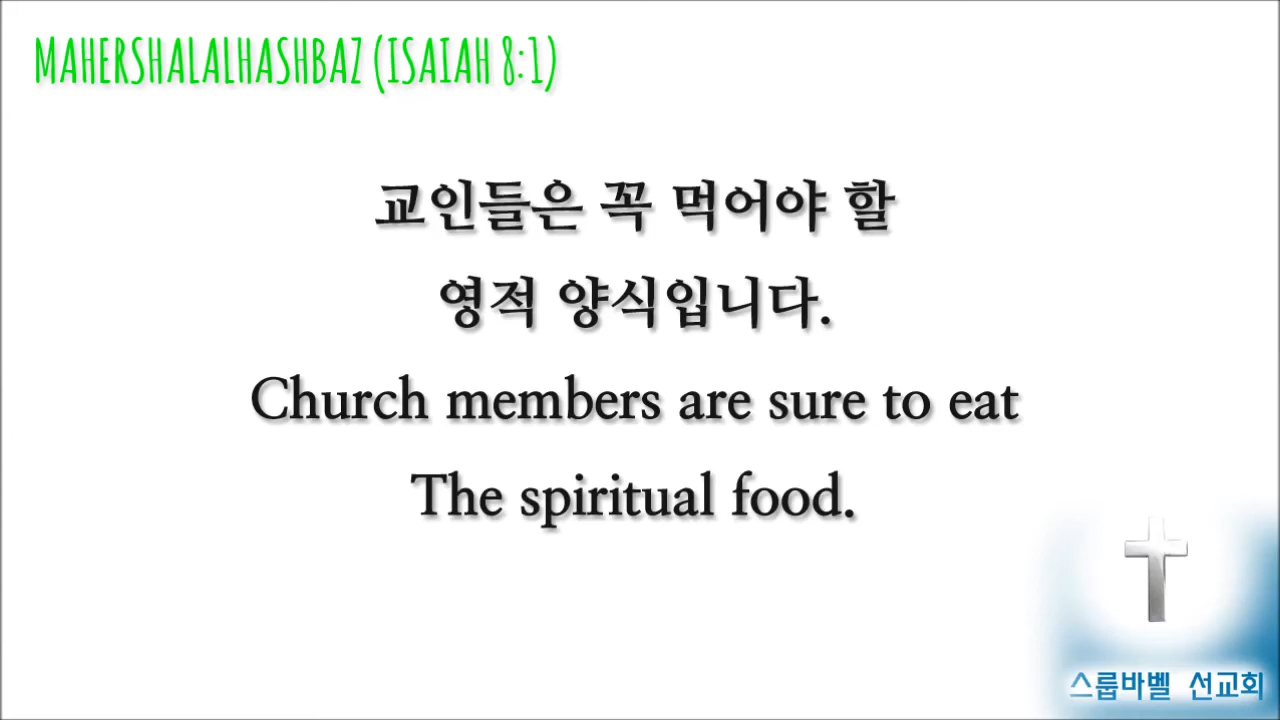 MAHERSHALALHASHBAZ (ISAIAH 8:1)
교인들은 꼭 먹어야 할
영적 양식입니다.
Church members are sure to eat
The spiritual food.
스룹바벨 선교회